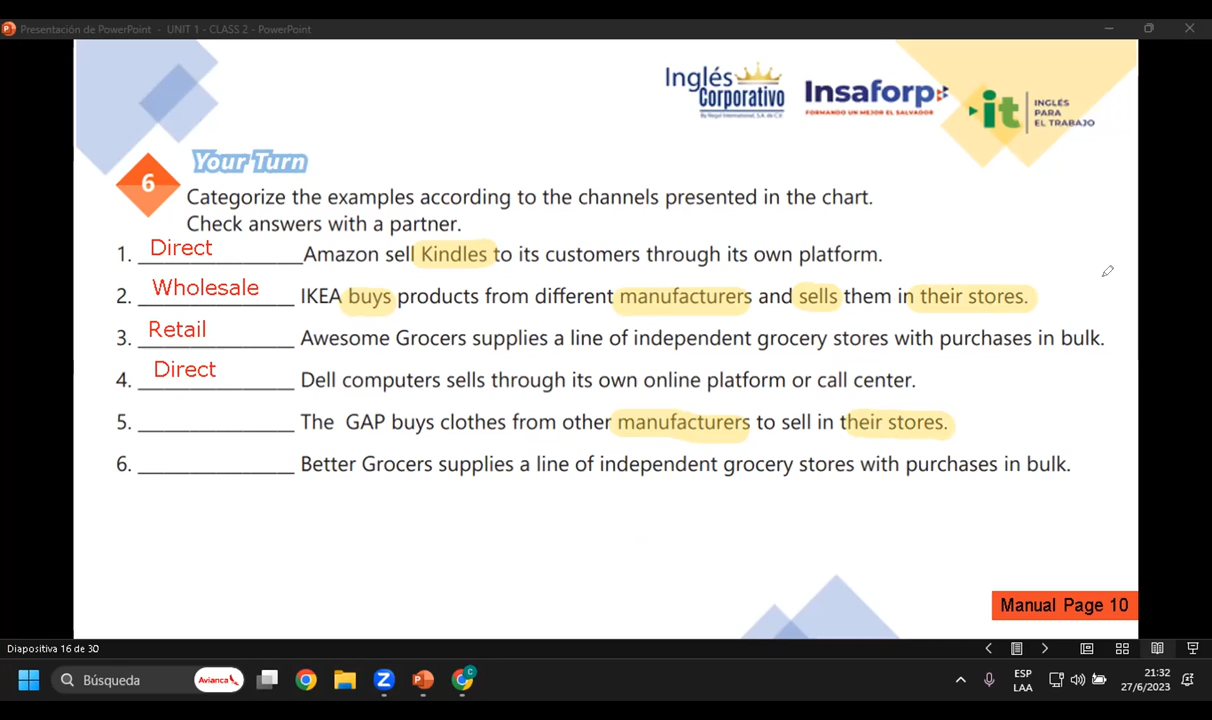 Presentación de PowerPoint - UNIT 1 - CLASS 2 - PowerPoint
Inglés
Corporativo
By Regal International, S.A. de C.V.
Insaforp
FORMANDO UN MEJOR EL SALVADOR
it
INGLÉS
PARA
EL TRABAJO
6
Your Turn
Categorize the examples according to the channels presented in the chart.
Check answers with a partner.
1. Direct Amazon sell Kindles to its customers through its own platform.
2. Wholesale IKEA buys products from different manufacturers and sells them in their stores.
3. Retail Awesome Grocers supplies a line of independent grocery stores with purchases in bulk.
4. Direct Dell computers sells through its own online platform or call center.
5. ________________ The GAP buys clothes from other manufacturers to sell in their stores.
6. ________________ Better Grocers supplies a line of independent grocery stores with purchases in bulk.
Manual Page 10
Diapositiva 16 de 30
Búsqueda
Avianca
C
ESP
LAA
21:32
27/6/2023